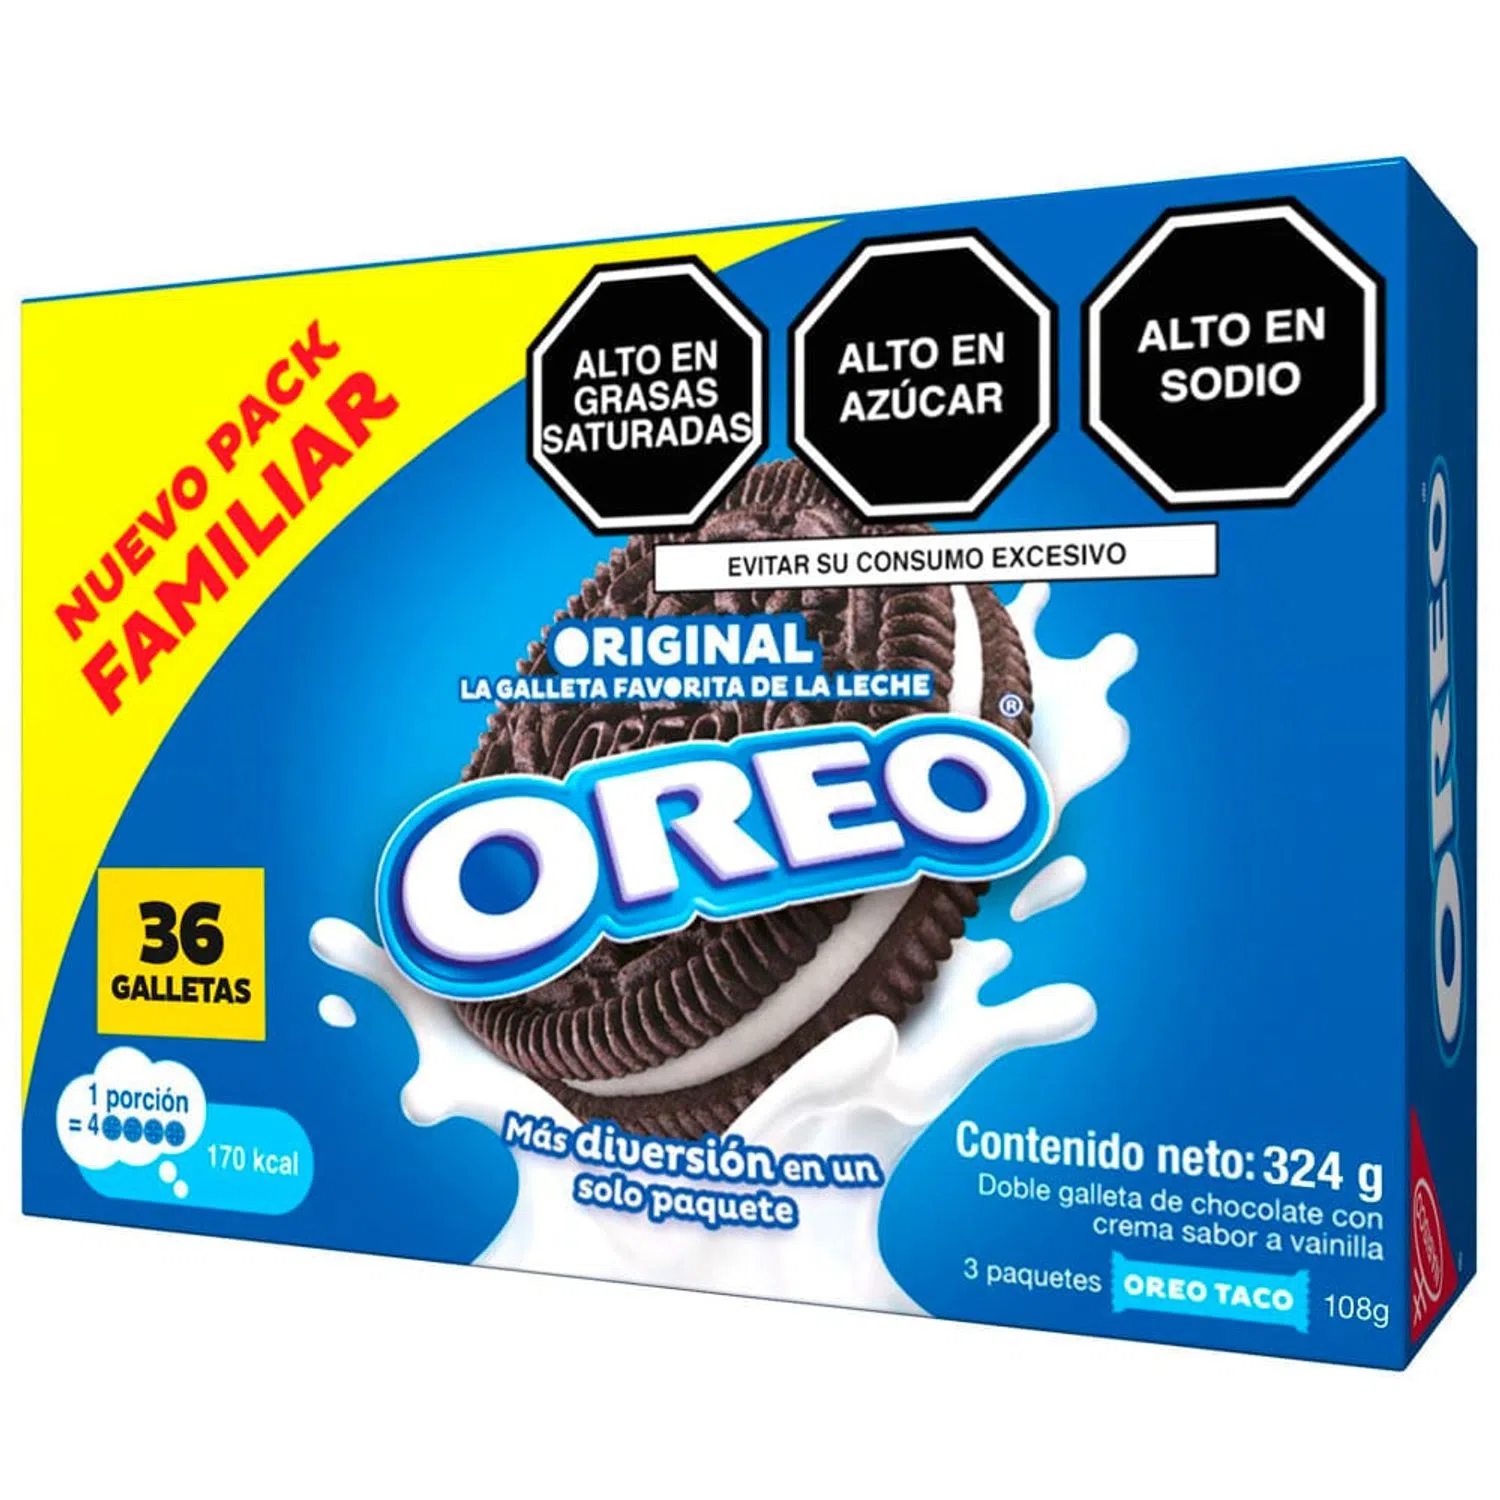 NUEVO PACK
FAMILIAR
ALTO EN
GRASAS
SATURADAS
ALTO EN
AZÚCAR
ALTO EN
SODIO
EVITAR SU CONSUMO EXCESIVO
ORIGINAL
LA GALLETA FAVORITA DE LA LECHE
®
OREO
OREO
36
GALLETAS
1 porción
= 4
170 kcal
Más diversión en un
solo paquete
Contenido neto: 324 g
Doble galleta de chocolate con
crema sabor a vainilla
3 paquetes OREO TACO 108g
OREO